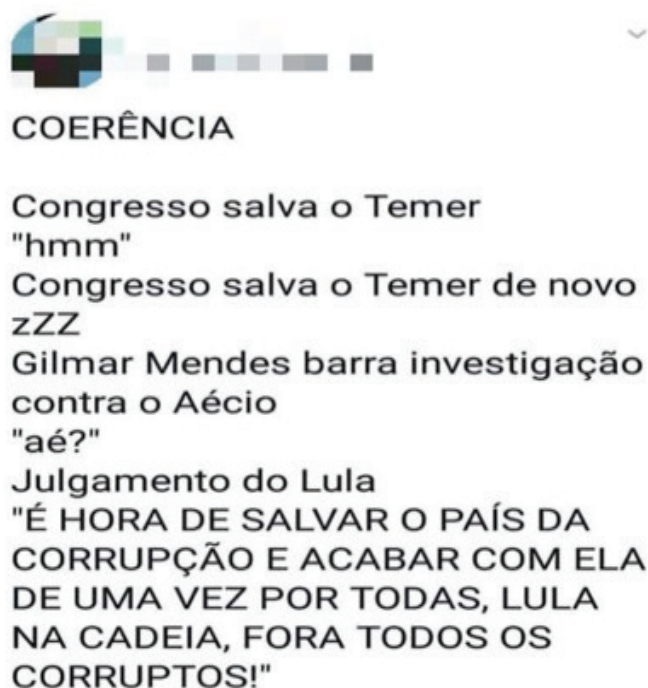 COERÊNCIA
Congresso salva o Temer
"hmm"
Congresso salva o Temer de novo
zZZ
Gilmar Mendes barra investigação
contra o Aécio
"aé?"
Julgamento do Lula
"É HORA DE SALVAR O PAÍS DA
CORRUPÇÃO E ACABAR COM ELA
DE UMA VEZ POR TODAS, LULA
NA CADEIA, FORA TODOS OS
CORRUPTOS!"